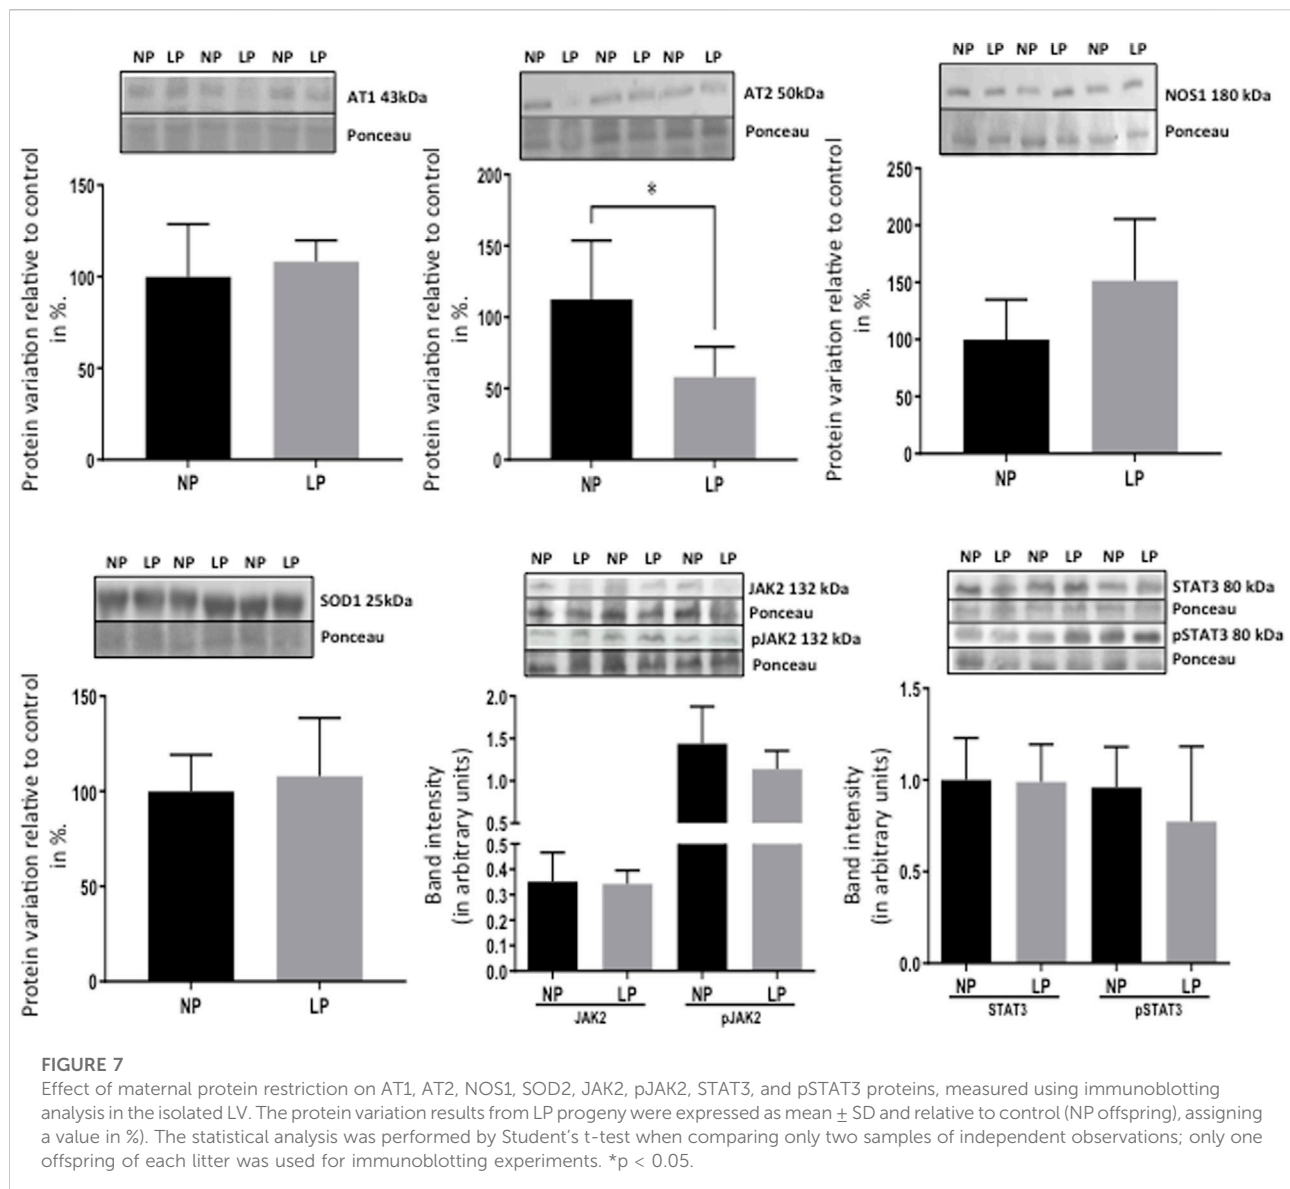 NP LP NP LP NP LP
AT1 43kDa
Ponceau
Protein variation relative to control
in %.
150
100
50
0
NP LP
NP LP NP LP NP LP
AT2 50kDa
Ponceau
Protein variation relative to control
in %.
200
150
100
50
0
*
NP LP
NP LP NP LP NP LP
NOS1 180 kDa
Ponceau
Protein variation relative to control
in %.
250
200
150
100
50
0
NP LP
NP LP NP LP NP LP
SOD1 25kDa
Ponceau
Protein variation relative to control
in %.
150
100
50
0
NP LP
NP LP NP LP NP LP
JAK2 132 kDa
Ponceau
pJAK2 132 kDa
Ponceau
Band intensity
(in arbitrary units)
2.0
1.5
1.0
0.5
0.5
0.4
0.3
0.2
0.1
0.0
NP LP NP LP
JAK2 pJAK2
NP LP NP LP NP LP
STAT3 80 kDa
Ponceau
pSTAT3 80 kDa
Ponceau
Band intensity
(in arbitrary units)
1.5
1.0
0.5
0.0
NP LP NP LP
STAT3 pSTAT3
FIGURE 7
Effect of maternal protein restriction on AT1, AT2, NOS1, SOD2, JAK2, pJAK2, STAT3, and pSTAT3 proteins, measured using immunoblotting
analysis in the isolated LV. The protein variation results from LP progeny were expressed as mean ± SD and relative to control (NP offspring), assigning
a value in %). The statistical analysis was performed by Student's t-test when comparing only two samples of independent observations; only one
offspring of each litter was used for immunoblotting experiments. *p < 0.05.